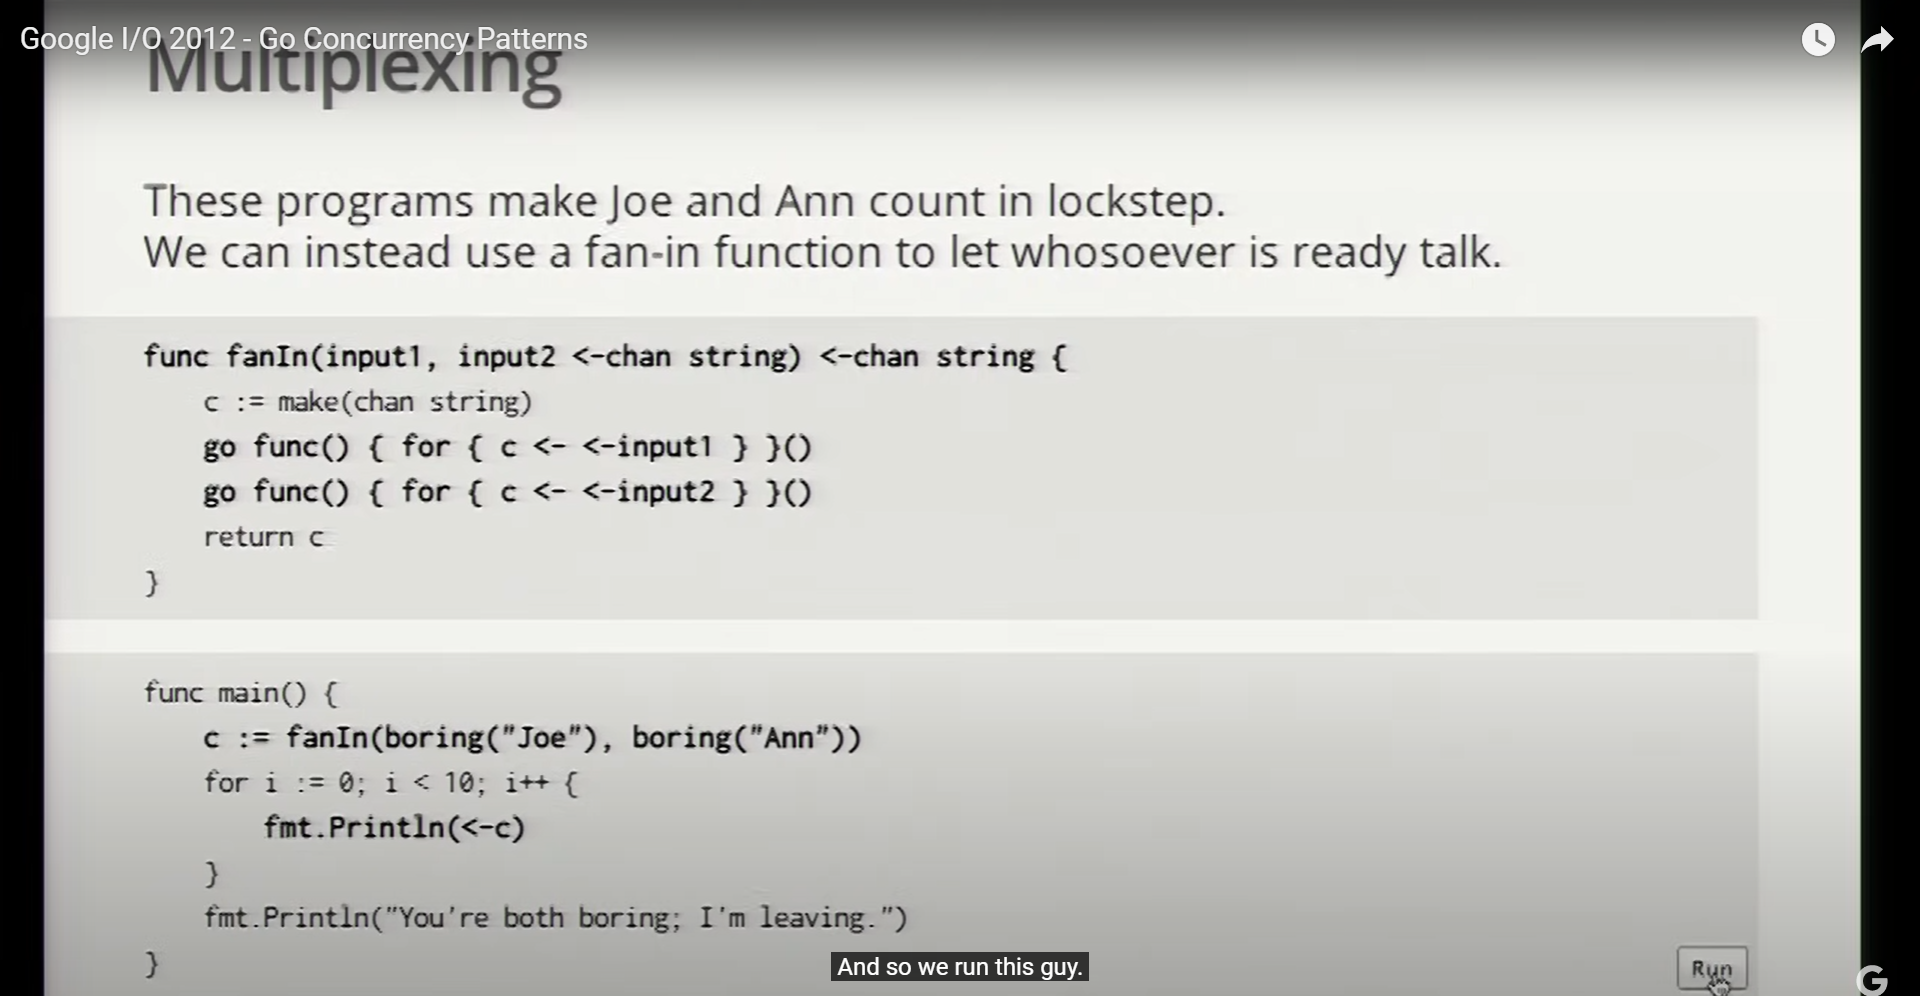 Google I/O 2012 - Go Concurrency Patterns
Multiplexing
These programs make Joe and Ann count in lockstep.
We can instead use a fan-in function to let whosoever is ready talk.
func fanIn(input1, input2 <-chan string) <-chan string {
    c := make(chan string)
    go func() { for { c <- <-input1 } }()
    go func() { for { c <- <-input2 } }()
    return c
}
func main() {
    c := fanIn(boring("Joe"), boring("Ann"))
    for i := 0; i < 10; i++ {
        fmt.Println(<-c)
    }
    fmt.Println("You're both boring; I'm leaving.")
}
And so we run this guy.
Run
G